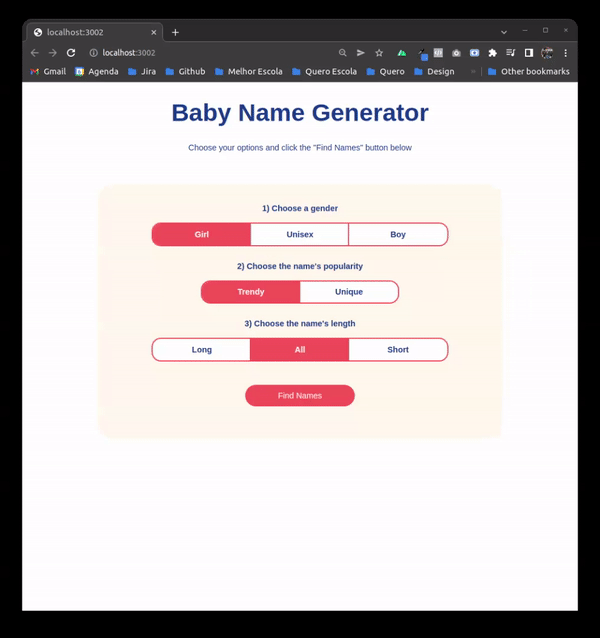 localhost:3002
localhost:3002
Gmail Agenda Jira Github Melhor Escola Quero Escola Quero Design » Other bookmarks
Baby Name Generator
Choose your options and click the "Find Names" button below
1) Choose a gender
Girl Unisex Boy
2) Choose the name's popularity
Trendy Unique
3) Choose the name's length
Long All Short
Find Names